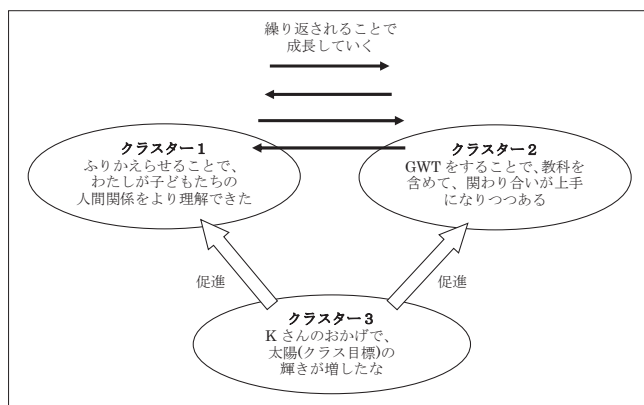 繰り返されることで
成長していく
クラスター1
ふりかえらせることで、
わたしが子どもたちの
人間関係をより理解できた
クラスター2
GWTをすることで、教科を
含めて、関わり合いが上手
になりつつある
促進
促進
クラスター3
Kさんのおかげで、
太陽(クラス目標)の
輝きが増したな